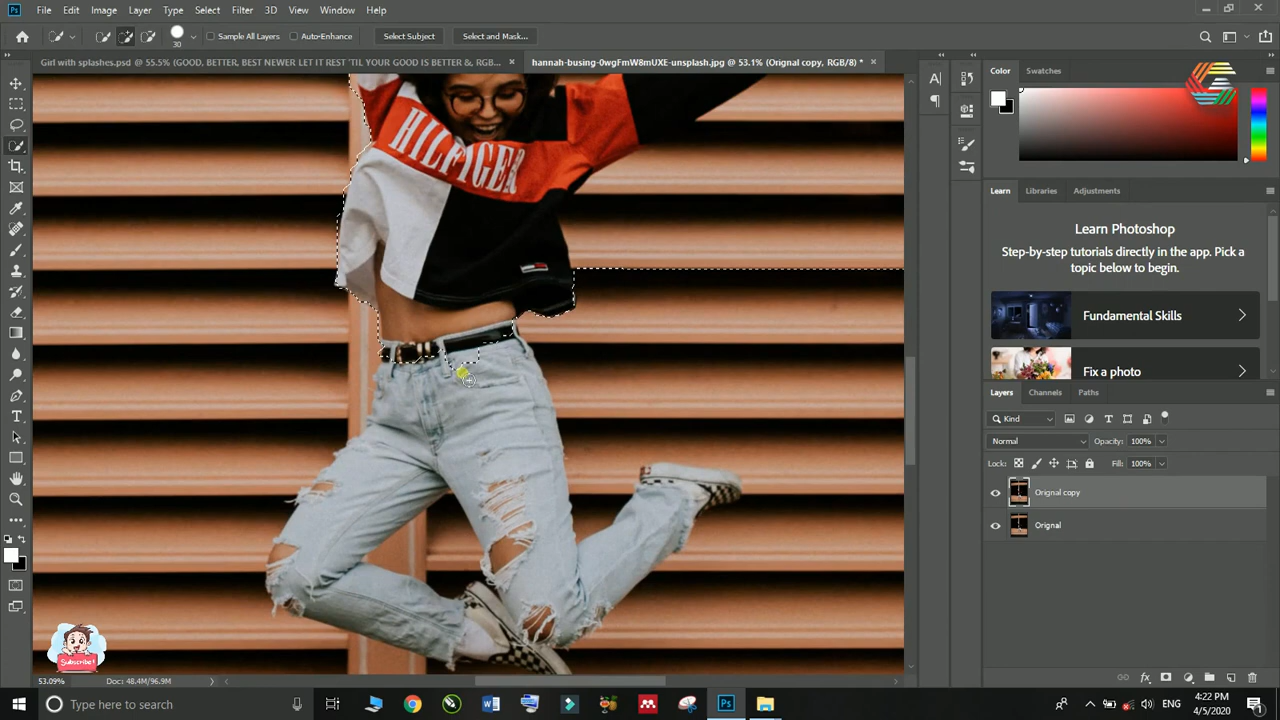 Ps File Edit Image Layer Type Select Filter 3D View Window Help
30 Sample All Layers Auto-Enhance Select Subject Select and Mask...
Girl with splashes.psd @ 55.5% (GOOD, BETTER, BEST NEWER LET IT REST 'TIL YOUR GOOD IS BETTER &, RGB... × hannah-busing-0wgFmW8mUXE-unsplash.jpg @ 53.1% (Orignal copy, RGB/8) * ×
HILFIGER
Color Swatches
Learn Libraries Adjustments
Learn Photoshop
Step-by-step tutorials directly in the app. Pick a
topic below to begin.
Fundamental Skills
Fix a photo
Layers Channels Paths
Kind
Normal Opacity: 100%
Lock: Fill: 100%
Orignal copy
Orignal
Subscribe
53.09% Doc: 48.4M/96.9M
Type here to search
4:22 PM
4/5/2020